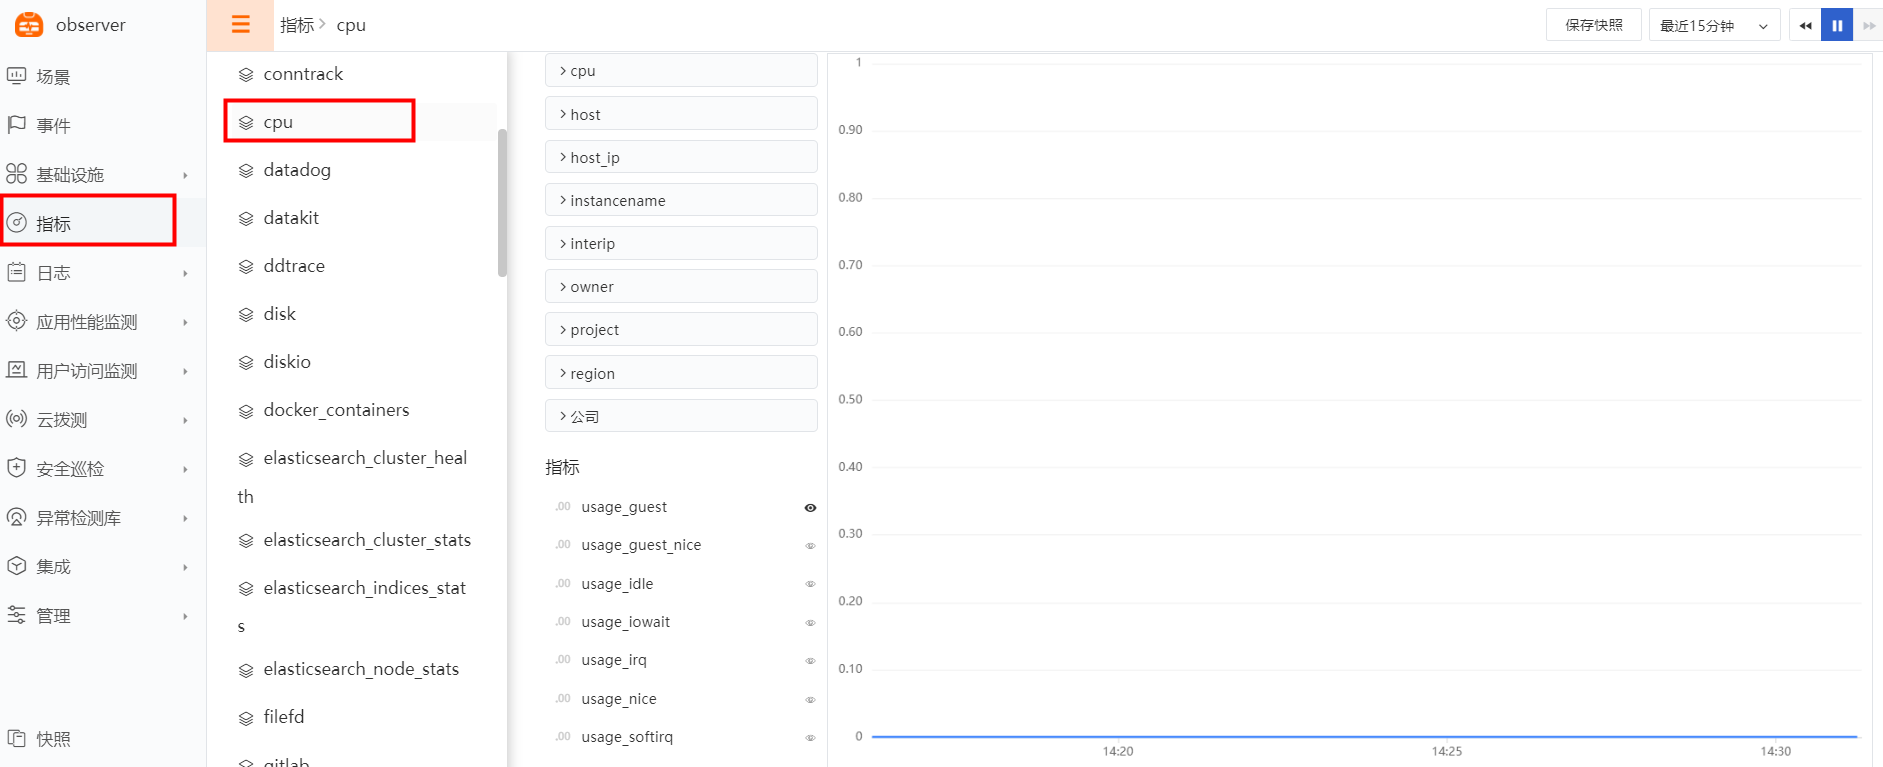 observer
场景
事件
基础设施
指标
日志
应用性能监测
用户访问监测
云拨测
安全巡检
异常检测库
集成
管理
快照
指标 > cpu
保存快照
最近15分钟
conntrack
cpu
datadog
datakit
ddtrace
disk
diskio
docker_containers
elasticsearch_cluster_heal
th
elasticsearch_cluster_stats
elasticsearch_indices_stat
s
elasticsearch_node_stats
filefd
gitlab
cpu
host
host_ip
instancename
interip
owner
project
region
公司
指标
.00 usage_guest
.00 usage_guest_nice
.00 usage_idle
.00 usage_iowait
.00 usage_irq
.00 usage_nice
.00 usage_softirq
1
0.90
0.80
0.70
0.60
0.50
0.40
0.30
0.20
0.10
0
14:20 14:25 14:30